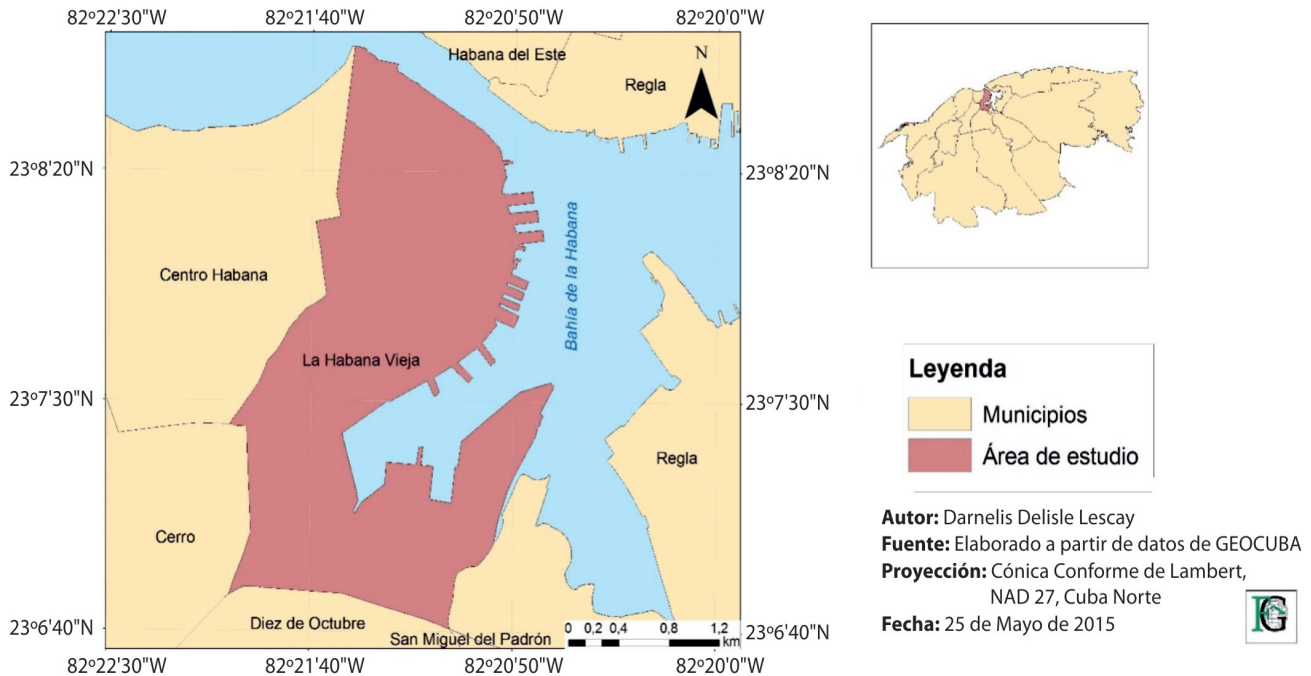 82º22'30"W 82º21'40"W 82º20'50"W 82º20'0"W
Habana del Este
N
Regla
23º8'20"N
23º8'20"N
Bahía de la Habana
Centro Habana
La Habana Vieja
23º7'30"N
23º7'30"N
Regla
Cerro
Diez de Octubre
San Miguel del Padrón
23º6'40"N
23º6'40"N
0 0,2 0,4 0,8 1,2
km
82º22'30"W 82º21'40"W 82º20'50"W 82º20'0"W
Leyenda
Municipios
Área de estudio
Autor: Darnelis Delisle Lescay
Fuente: Elaborado a partir de datos de GEOCUBA
Proyección: Cónica Conforme de Lambert,
NAD 27, Cuba Norte
Fecha: 25 de Mayo de 2015